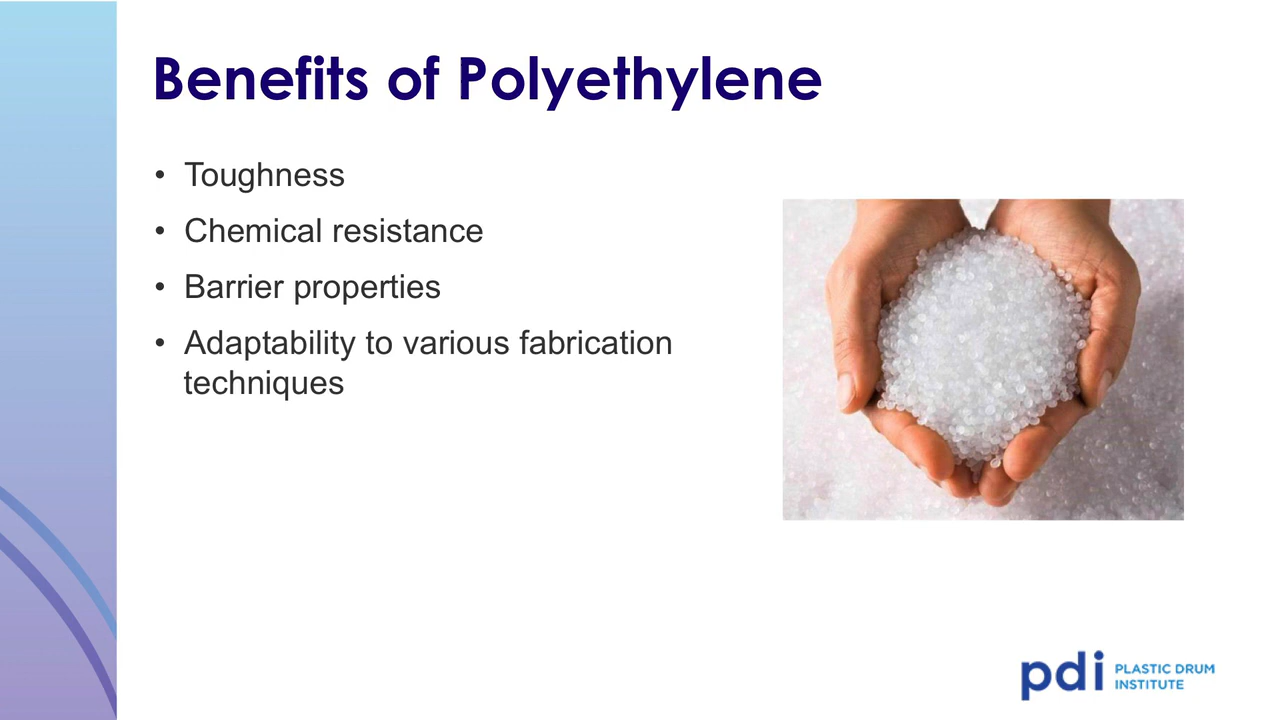 Benefits of Polyethylene
• Toughness
• Chemical resistance
• Barrier properties
• Adaptability to various fabrication
techniques
pdi PLASTIC DRUM
INSTITUTE